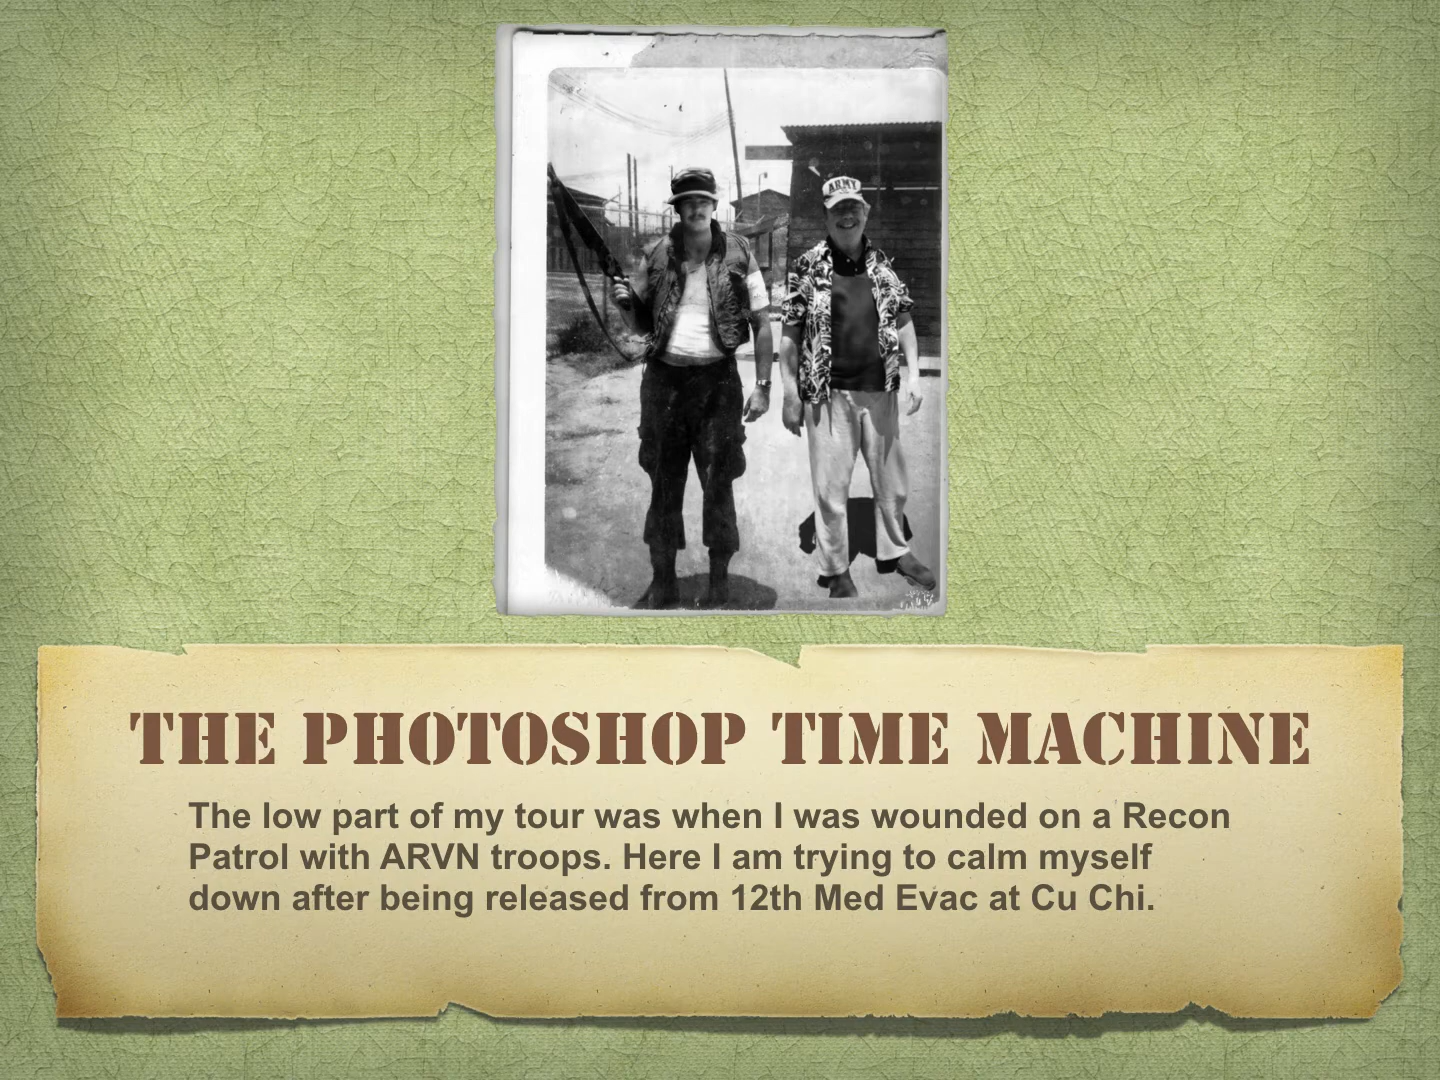 ARMY
THE PHOTOSHOP TIME MACHINE
The low part of my tour was when I was wounded on a Recon
Patrol with ARVN troops. Here I am trying to calm myself
down after being released from 12th Med Evac at Cu Chi.